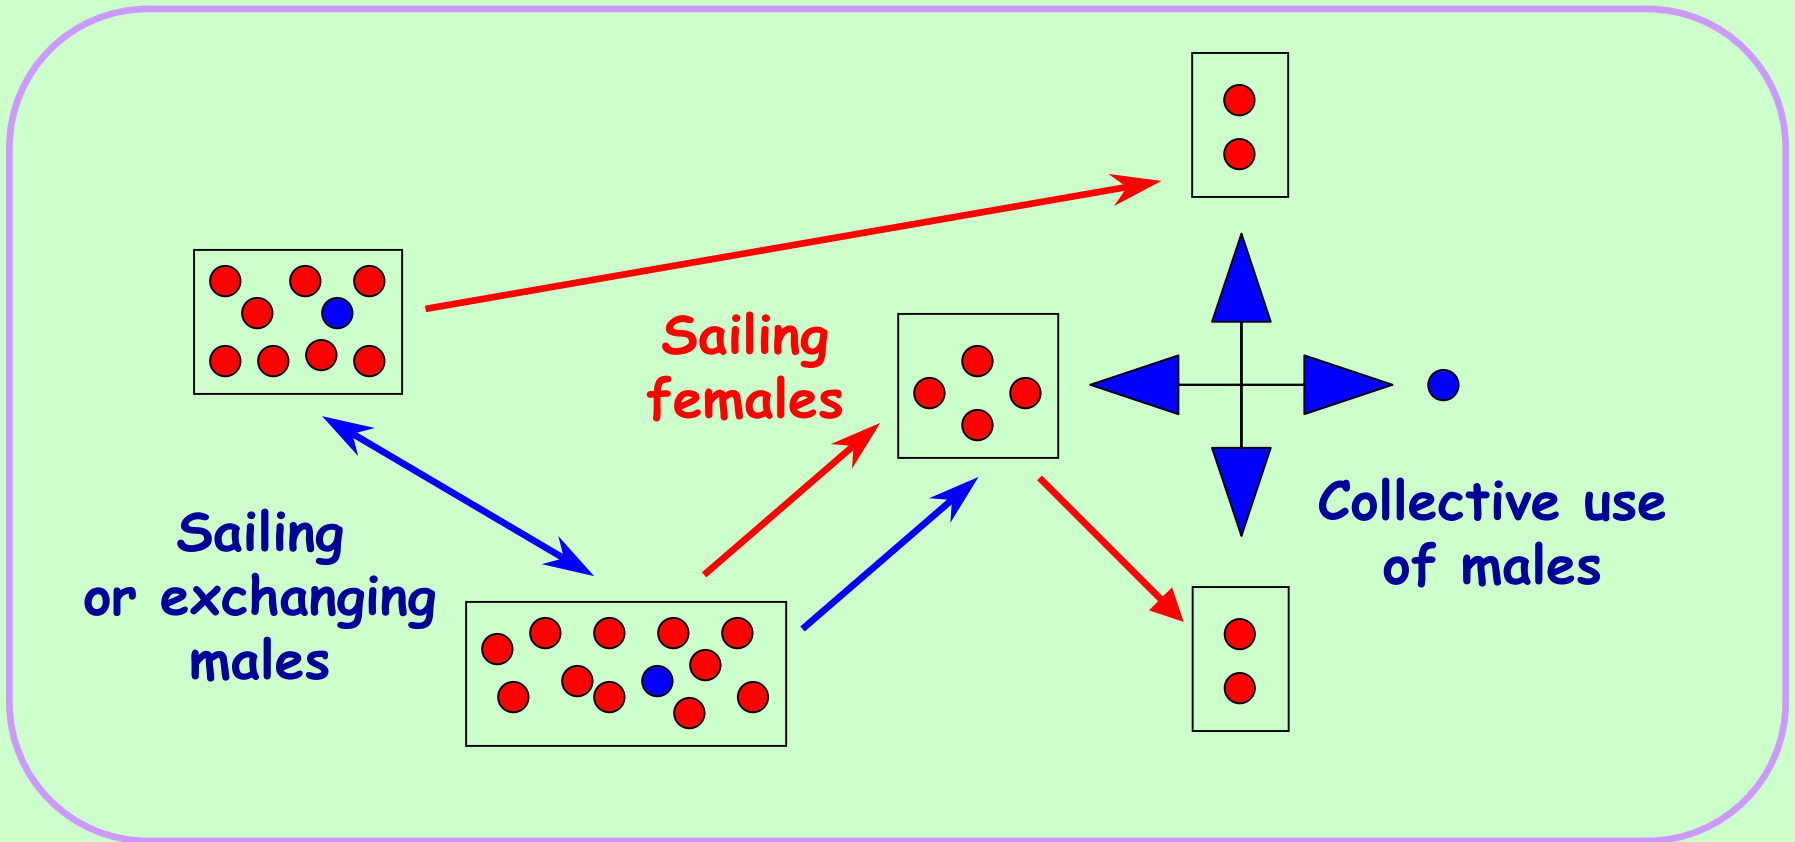 Sailing
females
Sailing
or exchanging
males
Collective use
of males